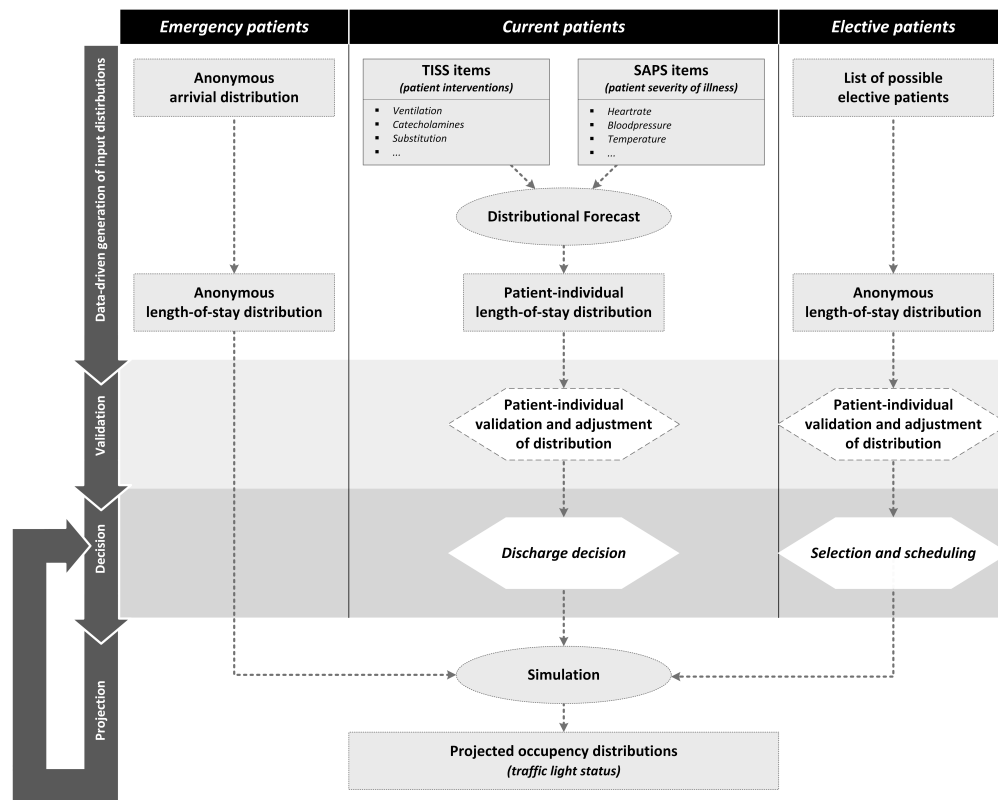 Emergency patients
Current patients
Elective patients
Data-driven generation of input distirbutions
Anonymous
arrivial distribution
TISS items
(patient interventions)
▪ Ventilation
▪ Catecholamines
▪ Substitution
▪ ...
SAPS items
(patient severity of illness)
▪ Heartrate
▪ Bloodpressure
▪ Temperature
▪ ...
List of possible
elective patients
Distributional Forecast
Anonymous
length-of-stay distribution
Patient-individual
length-of-stay distribution
Anonymous
length-of-stay distribution
Validation
Patient-individual
validation and adjustment
of distribution
Patient-individual
validation and adjustment
of distribution
Decision
Discharge decision
Selection and scheduling
Projection
Simulation
Projected occupency distributions
(traffic light status)